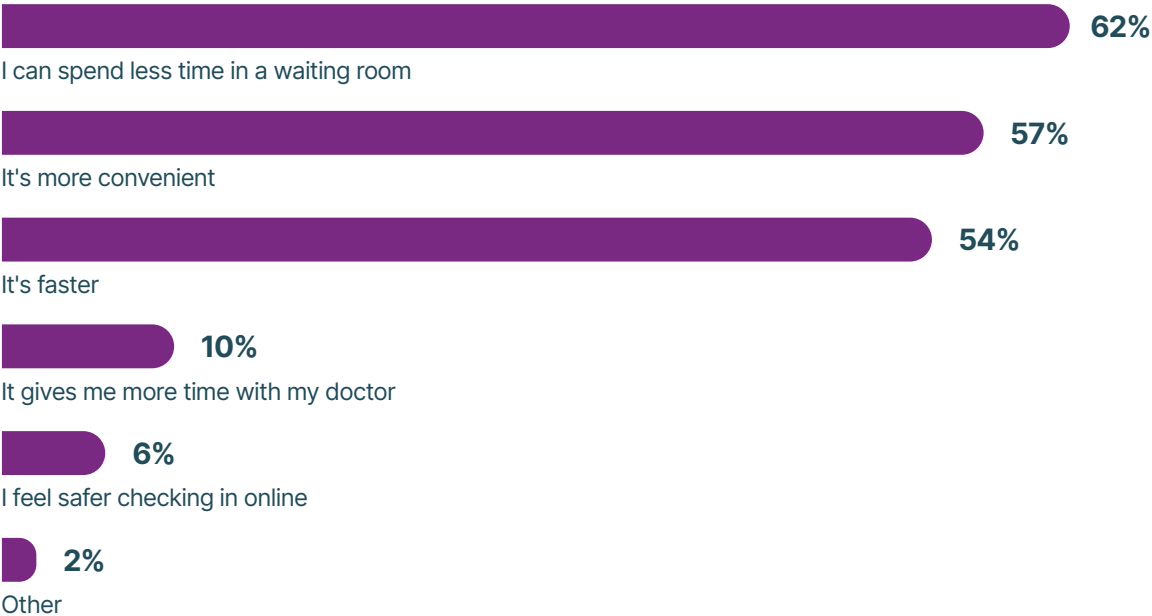 62%
I can spend less time in a waiting room
57%
It's more convenient
54%
It's faster
10%
It gives me more time with my doctor
6%
I feel safer checking in online
2%
Other